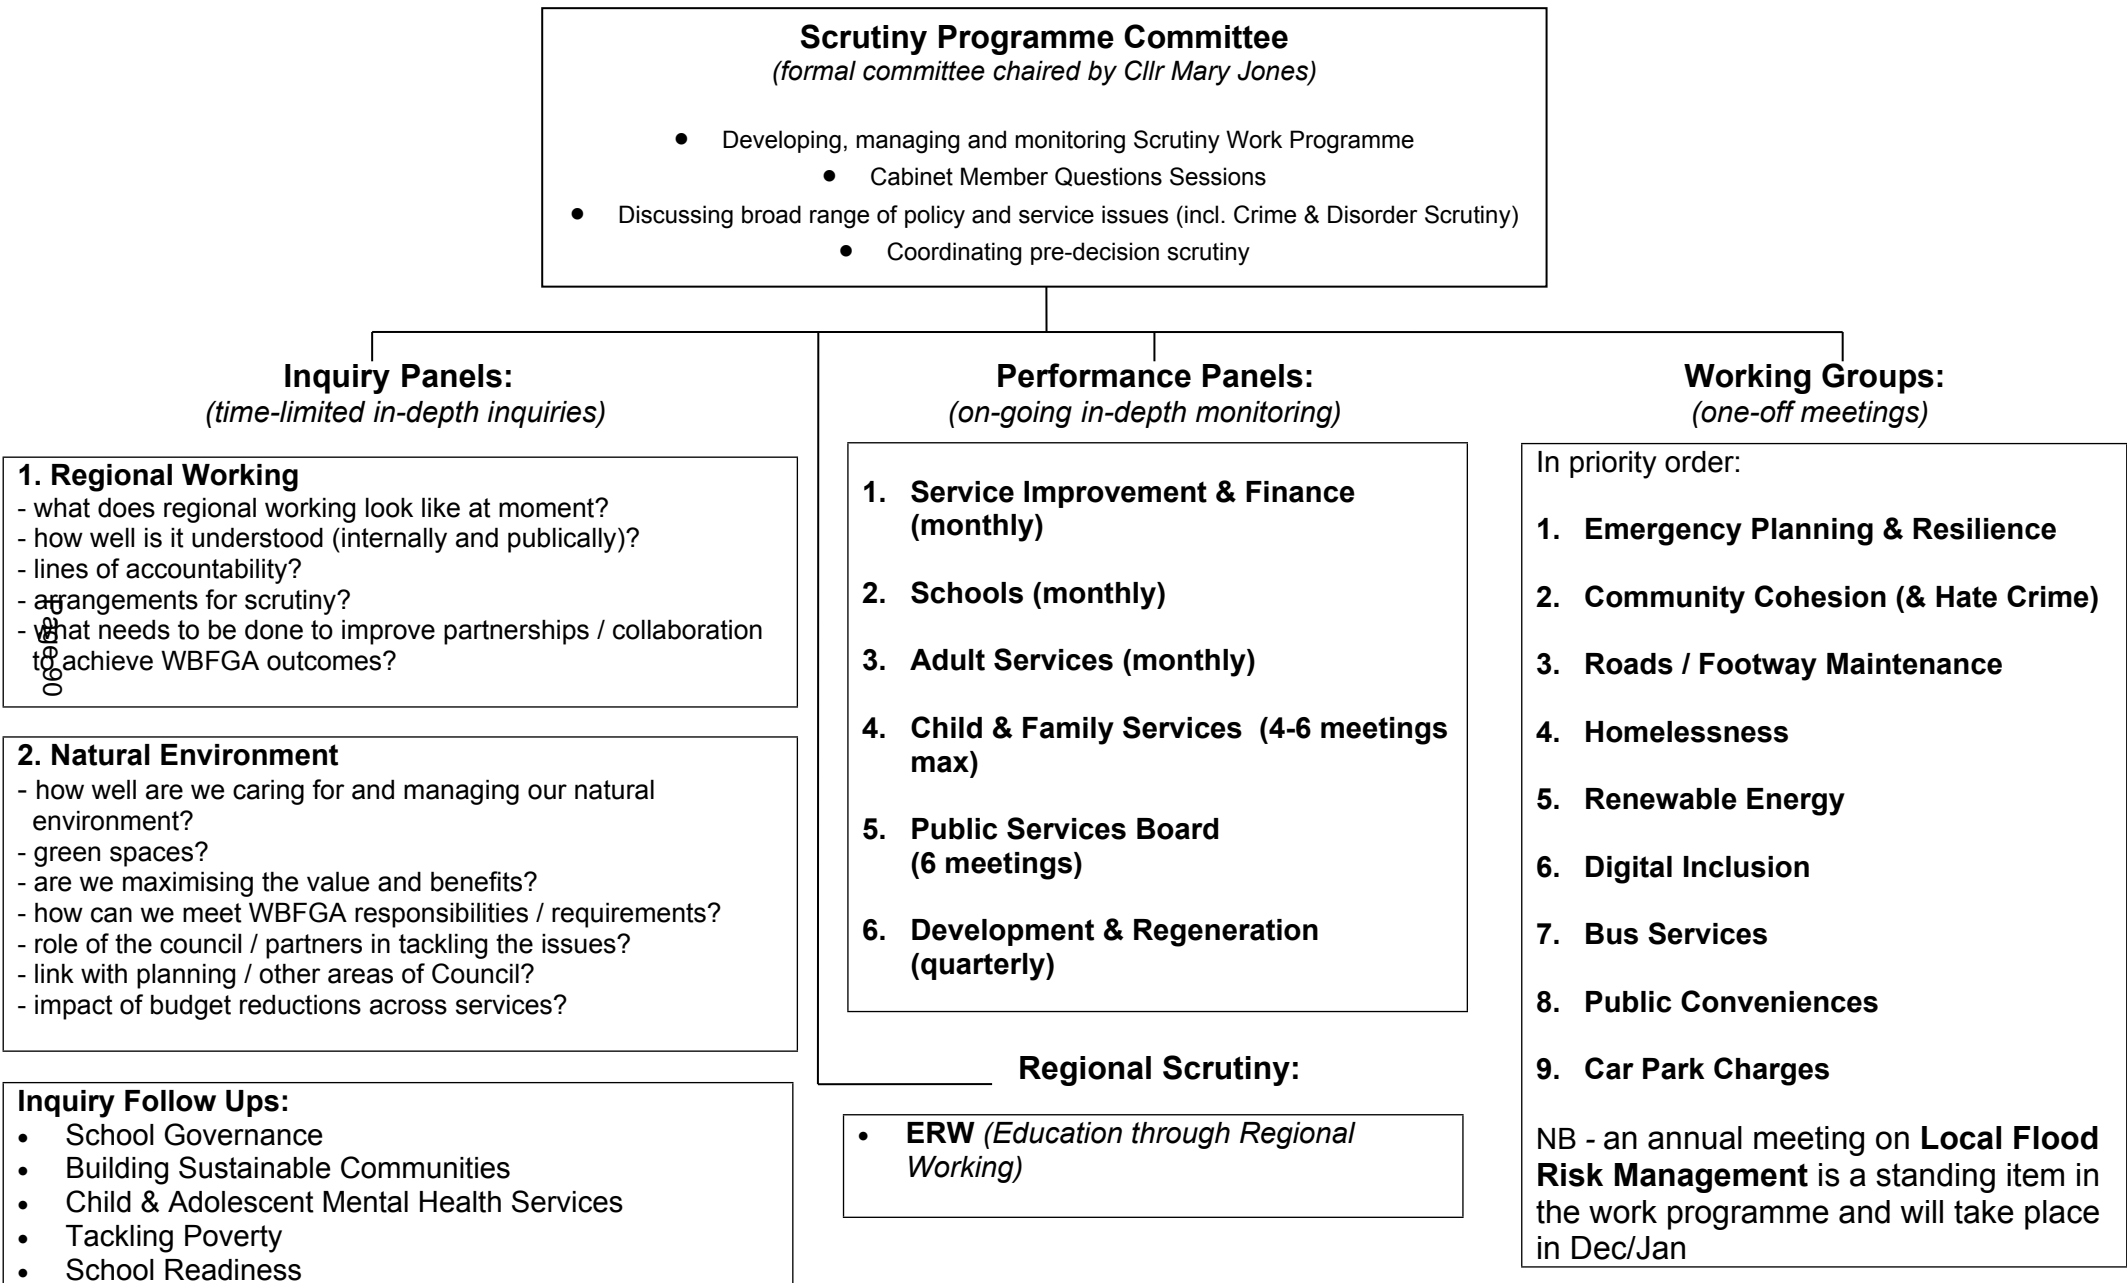 Scrutiny Programme Committee
(formal committee chaired by Cllr Mary Jones)
• Developing, managing and monitoring Scrutiny Work Programme
• Cabinet Member Questions Sessions
• Discussing broad range of policy and service issues (incl. Crime & Disorder Scrutiny)
• Coordinating pre-decision scrutiny
Inquiry Panels:
(time-limited in-depth inquiries)
1. Regional Working
- what does regional working look like at moment?
- how well is it understood (internally and publically)?
- lines of accountability?
- arrangements for scrutiny?
- what needs to be done to improve partnerships / collaboration
to achieve WBFGA outcomes?
Page 90
2. Natural Environment
- how well are we caring for and managing our natural
environment?
- green spaces?
- are we maximising the value and benefits?
- how can we meet WBFGA responsibilities / requirements?
- role of the council / partners in tackling the issues?
- link with planning / other areas of Council?
- impact of budget reductions across services?
Inquiry Follow Ups:
• School Governance
• Building Sustainable Communities
• Child & Adolescent Mental Health Services
• Tackling Poverty
• School Readiness
Performance Panels:
(on-going in-depth monitoring)
1. Service Improvement & Finance
(monthly)
2. Schools (monthly)
3. Adult Services (monthly)
4. Child & Family Services (4-6 meetings
max)
5. Public Services Board
(6 meetings)
6. Development & Regeneration
(quarterly)
Regional Scrutiny:
• ERW (Education through Regional
Working)
Working Groups:
(one-off meetings)
In priority order:
1. Emergency Planning & Resilience
2. Community Cohesion (& Hate Crime)
3. Roads / Footway Maintenance
4. Homelessness
5. Renewable Energy
6. Digital Inclusion
7. Bus Services
8. Public Conveniences
9. Car Park Charges
NB - an annual meeting on Local Flood
Risk Management is a standing item in
the work programme and will take place
in Dec/Jan